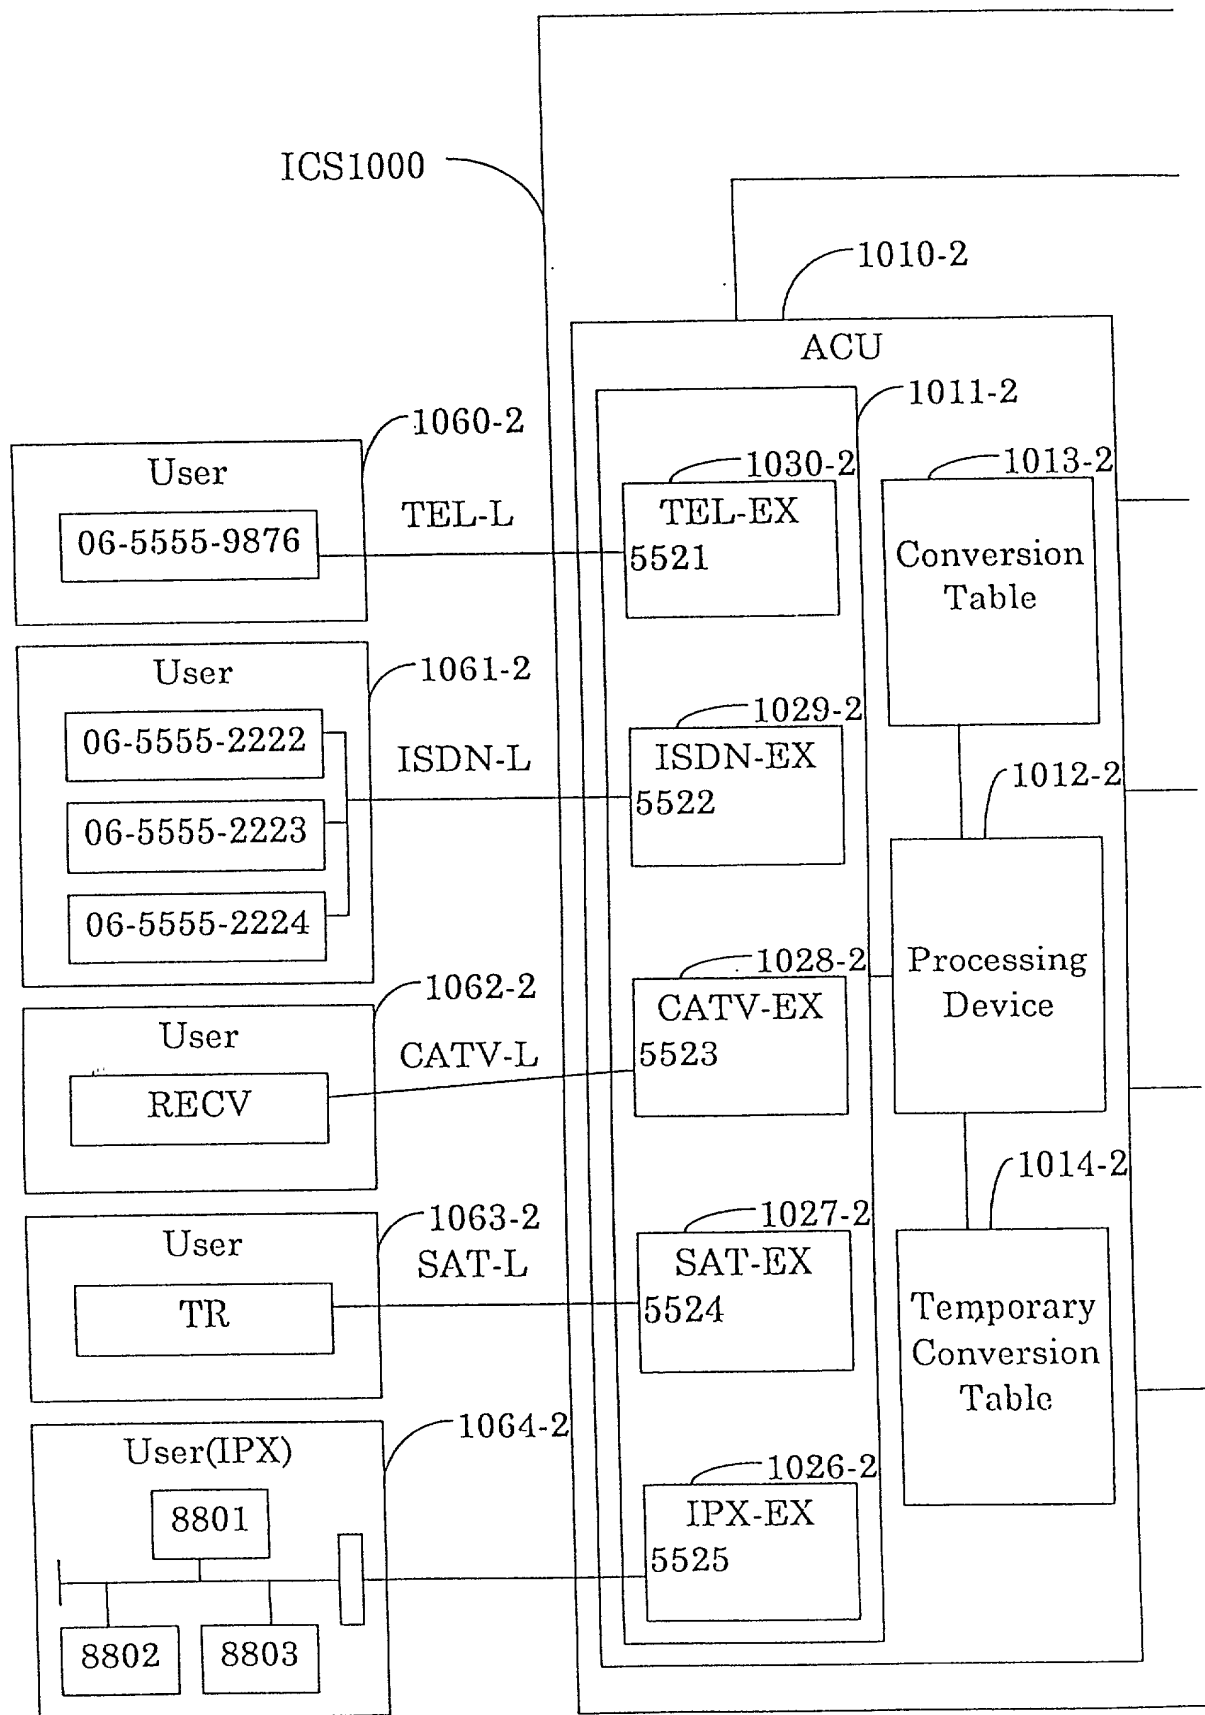 ICS1000
1010-2
ACU
1011-2
1060-2
User
06-5555-9876
TEL-L
1030-2
TEL-EX
5521
1013-2
Conversion
Table
1061-2
User
06-5555-2222
06-5555-2223
06-5555-2224
ISDN-L
1029-2
ISDN-EX
5522
1012-2
Processing
Device
1062-2
User
RECV
CATV-L
1028-2
CATV-EX
5523
1063-2
User
TR
SAT-L
1027-2
SAT-EX
5524
1014-2
Temporary
Conversion
Table
1064-2
User(IPX)
8801
8802
8803
1026-2
IPX-EX
5525